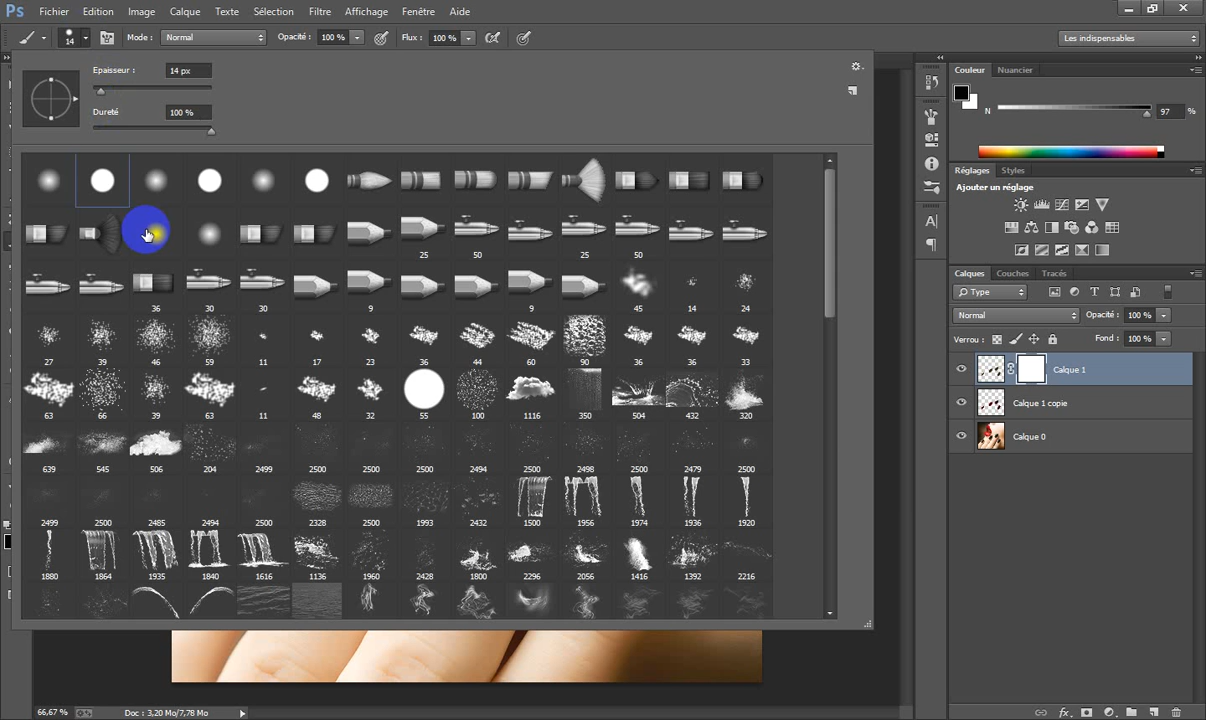 Ps Fichier Edition Image Calque Texte Sélection Filtre Affichage Fenêtre Aide
14 Mode : Normal Opacité : 100 % Flux : 100 % Les indispensables
Epaisseur : 14 px
Dureté : 100 %
25 50 25 50
36 30 30 9 9 45 14 24
27 39 46 59 11 17 23 36 44 60 90 36 36 33
63 66 39 63 11 48 32 55 100 1116 350 504 432 320
639 545 506 204 2499 2500 2500 2500 2494 2500 2498 2500 2479 2500
2499 2500 2485 2494 2500 2328 2500 1993 2432 1500 1956 1974 1936 1920
1880 1864 1935 1840 1616 1136 1960 2428 1800 2296 2056 1416 1392 2216
Couleur Nuancier
N 97 %
Réglages Styles
Ajouter un réglage
Calques Couches Tracés
Type
Normal Opacité : 100 %
Verrou : Fond : 100 %
Calque 1
Calque 1 copie
Calque 0
66,67 % Doc : 3,20 Mo/7,78 Mo